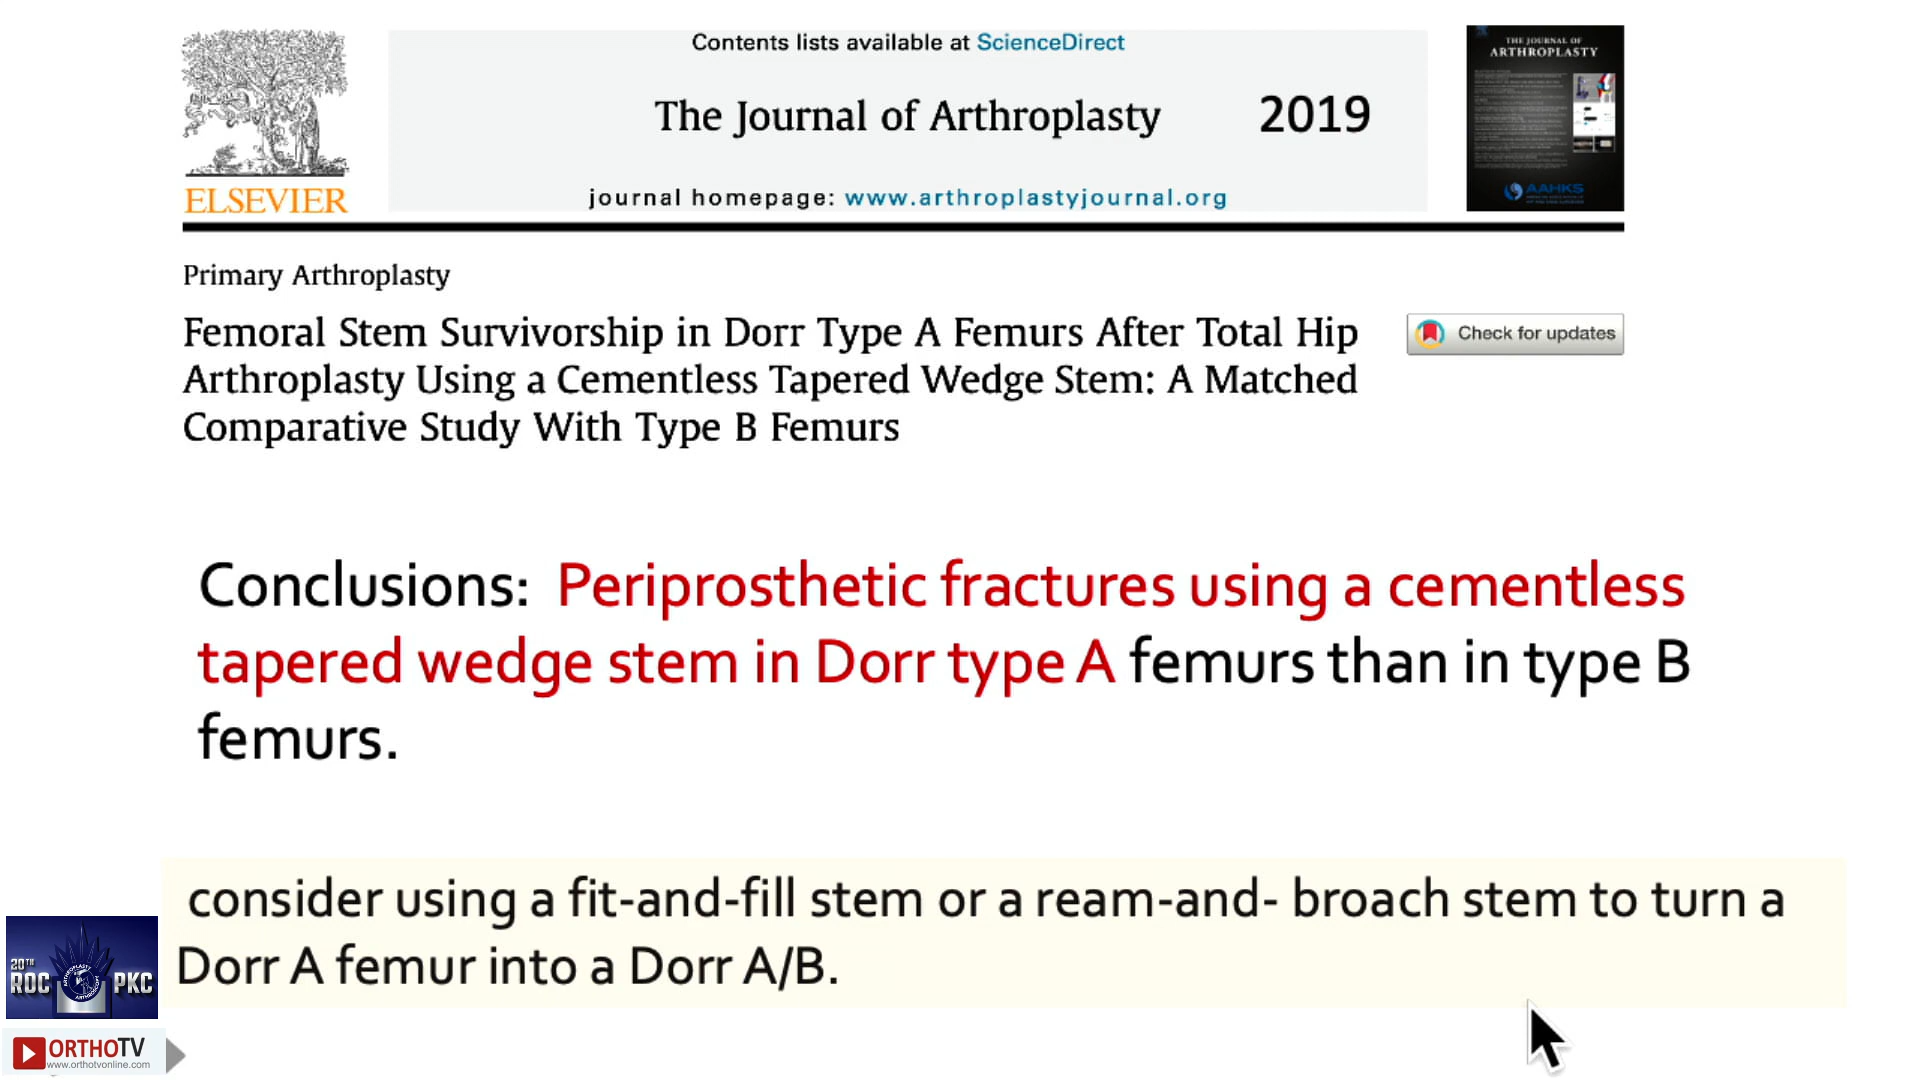 Contents lists available at ScienceDirect
The Journal of Arthroplasty 2019
journal homepage: www.arthroplastyjournal.org
ELSEVIER
THE JOURNAL OF
ARTHROPLASTY
AAHKS
Primary Arthroplasty
Femoral Stem Survivorship in Dorr Type A Femurs After Total Hip
Arthroplasty Using a Cementless Tapered Wedge Stem: A Matched
Comparative Study With Type B Femurs
Check for updates
Conclusions: Periprosthetic fractures using a cementless
tapered wedge stem in Dorr type A femurs than in type B
femurs.
consider using a fit-and-fill stem or a ream-and- broach stem to turn a
Dorr A femur into a Dorr A/B.
20TH
ROC PKC
ORTHOTV
www.orthotvonline.com